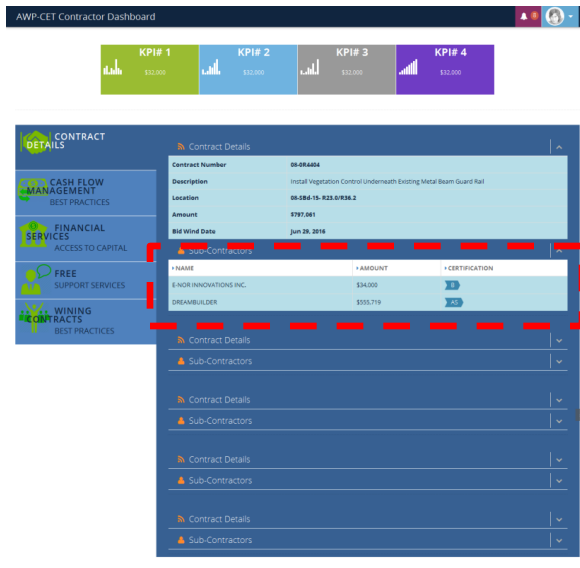 AWP-CET Contractor Dashboard
KPI# 1
$32,000
KPI# 2
$32,000
KPI# 3
$32,000
KPI# 4
$32,000
CONTRACT
DETAILS
CASH FLOW
MANAGEMENT
BEST PRACTICES
FINANCIAL
SERVICES
ACCESS TO CAPITAL
FREE
SUPPORT SERVICES
WINING
CONTRACTS
BEST PRACTICES
Contract Details
Contract Number 08-0R4404
Description Install Vegetation Control Underneath Existing Metal Beam Guard Rail
Location 08-SBd-15- R23.0/R36.2
Amount $797,061
Bid Wind Date Jun 29, 2016
Sub-Contractors
NAME AMOUNT CERTIFICATION
E-NOR INNOVATIONS INC. $34,000 B
DREAMBUILDER $555,719 AS
Contract Details
Sub-Contractors
Contract Details
Sub-Contractors
Contract Details
Sub-Contractors
Contract Details
Sub-Contractors